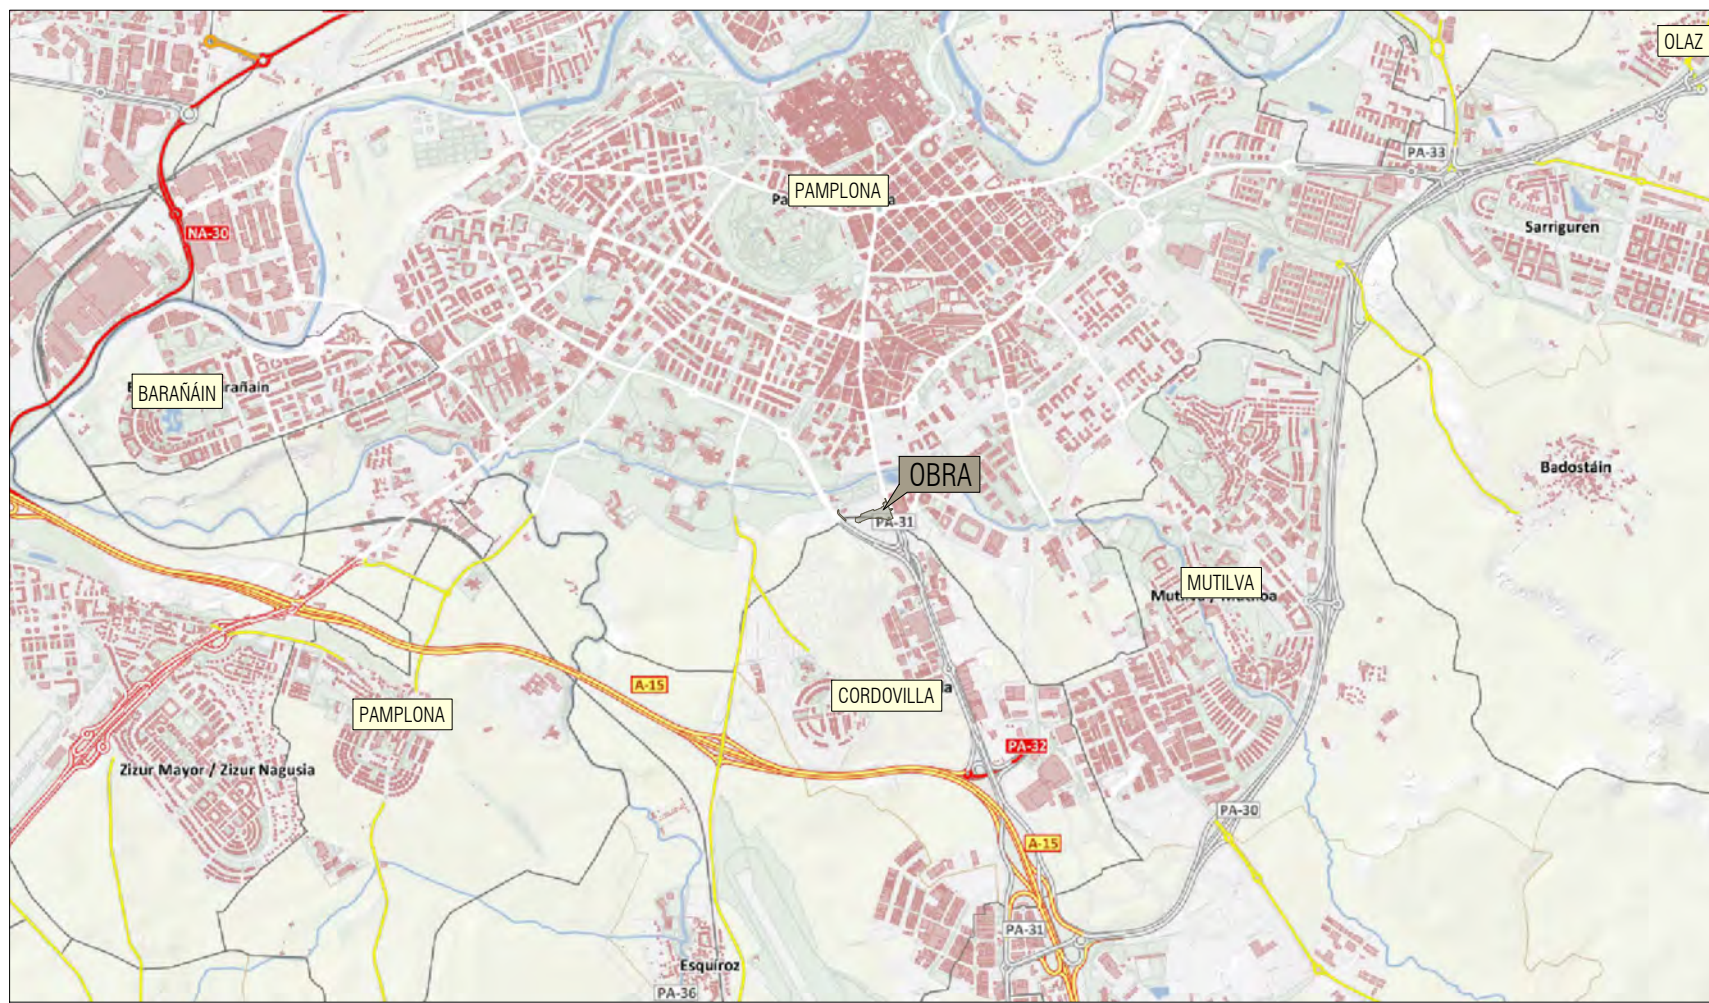 OLAZ
PA-33
PAMPLONA
NA-30
Sarriguren
BARAÑÁIN
Badostáin
OBRA
PA-31
MUTILVA
A-15
CORDOVILLA
PAMPLONA
PA-32
Zizur Mayor / Zizur Nagusia
PA-30
A-15
PA-31
Esquíroz
PA-36